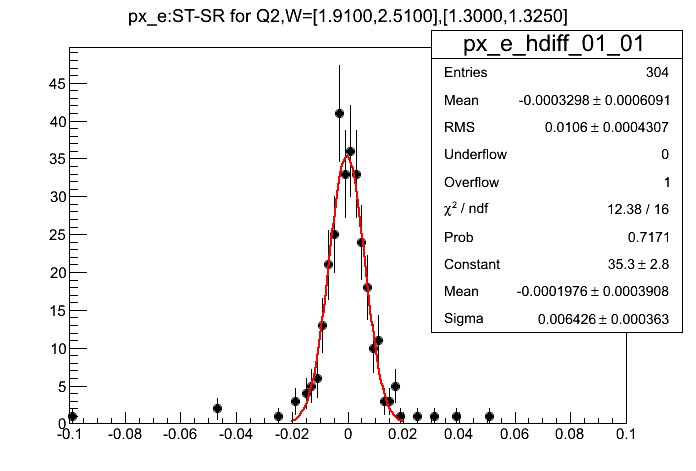 px_e:ST-SR for Q2,W=[1.9100,2.5100],[1.3000,1.3250]
px_e_hdiff_01_01
Entries 304
Mean -0.0003298 ± 0.0006091
RMS 0.0106 ± 0.0004307
Underflow 0
Overflow 1
χ² / ndf 12.38 / 16
Prob 0.7171
Constant 35.3 ± 2.8
Mean -0.0001976 ± 0.0003908
Sigma 0.006426 ± 0.000363
45
40
35
30
25
20
15
10
5
0
-0.1 -0.08 -0.06 -0.04 -0.02 0 0.02 0.04 0.06 0.08 0.1